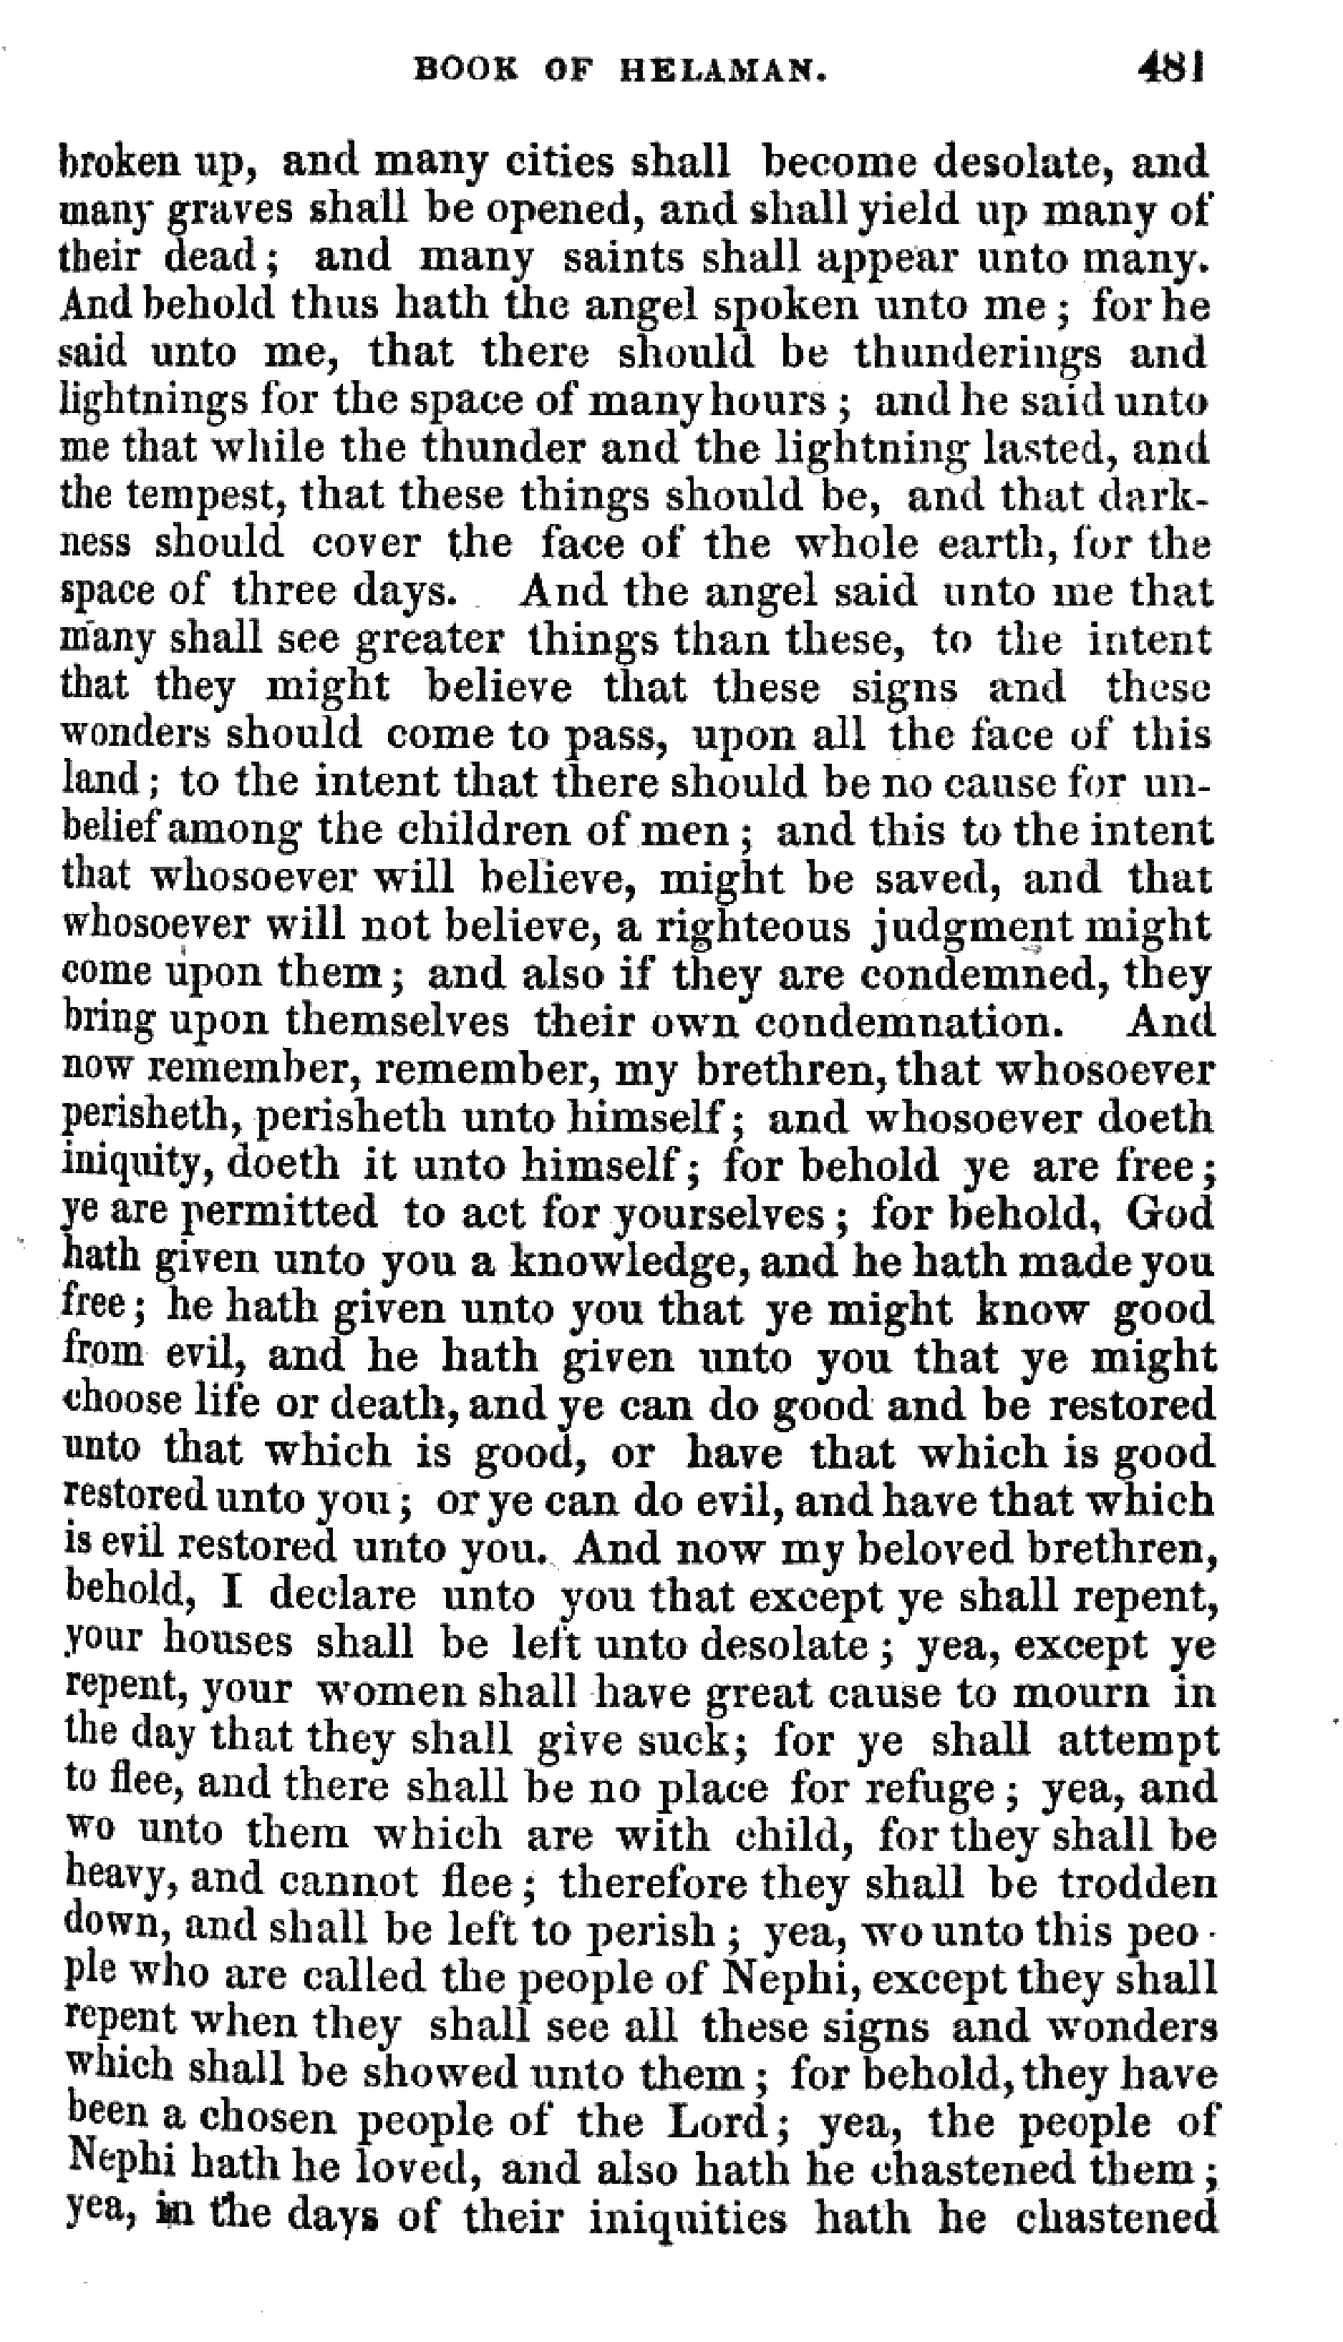 BOOK OF HELAMAN. 481
broken up, and many cities shall become desolate, and
many graves shall be opened, and shall yield up many of
their dead; and many saints shall appear unto many.
And behold thus hath the angel spoken unto me; for he
said unto me, that there should be thunderings and
lightnings for the space of many hours; and he said unto
me that while the thunder and the lightning lasted, and
the tempest, that these things should be, and that dark-
ness should cover the face of the whole earth, for the
space of three days. And the angel said unto me that
many shall see greater things than these, to the intent
that they might believe that these signs and these
wonders should come to pass, upon all the face of this
land; to the intent that there should be no cause for un-
belief among the children of men; and this to the intent
that whosoever will believe, might be saved, and that
whosoever will not believe, a righteous judgment might
come upon them; and also if they are condemned, they
bring upon themselves their own condemnation. And
now remember, remember, my brethren, that whosoever
perisheth, perisheth unto himself; and whosoever doeth
iniquity, doeth it unto himself; for behold ye are free;
ye are permitted to act for yourselves; for behold, God
hath given unto you a knowledge, and he hath made you
free; he hath given unto you that ye might know good
from evil, and he hath given unto you that ye might
choose life or death, and ye can do good and be restored
unto that which is good, or have that which is good
restored unto you; or ye can do evil, and have that which
is evil restored unto you. And now my beloved brethren,
behold, I declare unto you that except ye shall repent,
your houses shall be left unto desolate; yea, except ye
repent, your women shall have great cause to mourn in
the day that they shall give suck; for ye shall attempt
to flee, and there shall be no place for refuge; yea, and
wo unto them which are with child, for they shall be
heavy, and cannot flee; therefore they shall be trodden
down, and shall be left to perish; yea, wo unto this peo-
ple who are called the people of Nephi, except they shall
repent when they shall see all these signs and wonders
which shall be showed unto them; for behold, they have
been a chosen people of the Lord; yea, the people of
Nephi hath he loved, and also hath he chastened them;
yea, in the days of their iniquities hath he chastened